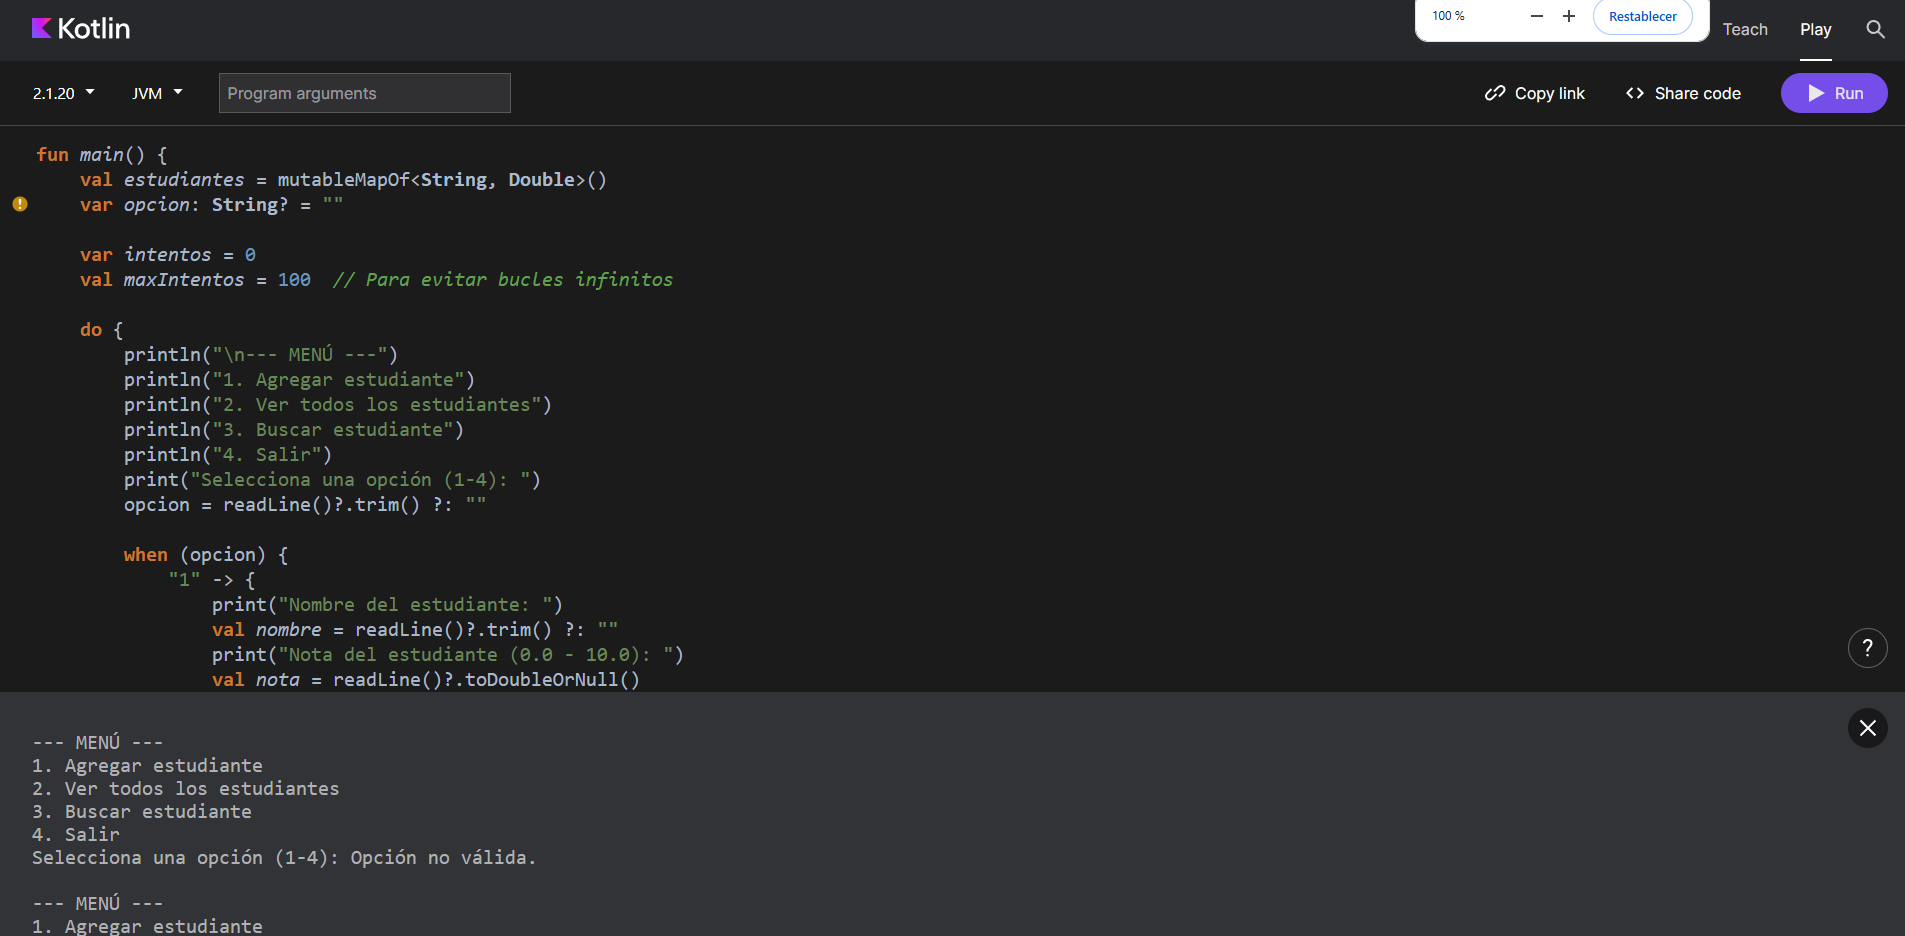 Kotlin
100 %
Restablecer
Teach
Play
2.1.20
JVM
Program arguments
Copy link
Share code
Run
fun main() {
    val estudiantes = mutableMapOf<String, Double>()
    var opcion: String? = ""
    var intentos = 0
    val maxIntentos = 100  // Para evitar bucles infinitos
    do {
        println("\n--- MENÚ ---")
        println("1. Agregar estudiante")
        println("2. Ver todos los estudiantes")
        println("3. Buscar estudiante")
        println("4. Salir")
        print("Selecciona una opción (1-4): ")
        opcion = readLine()?.trim() ?: ""
        when (opcion) {
            "1" -> {
                print("Nombre del estudiante: ")
                val nombre = readLine()?.trim() ?: ""
                print("Nota del estudiante (0.0 - 10.0): ")
                val nota = readLine()?.toDoubleOrNull()
?
--- MENÚ ---
1. Agregar estudiante
2. Ver todos los estudiantes
3. Buscar estudiante
4. Salir
Selecciona una opción (1-4): Opción no válida.
--- MENÚ ---
1. Agregar estudiante